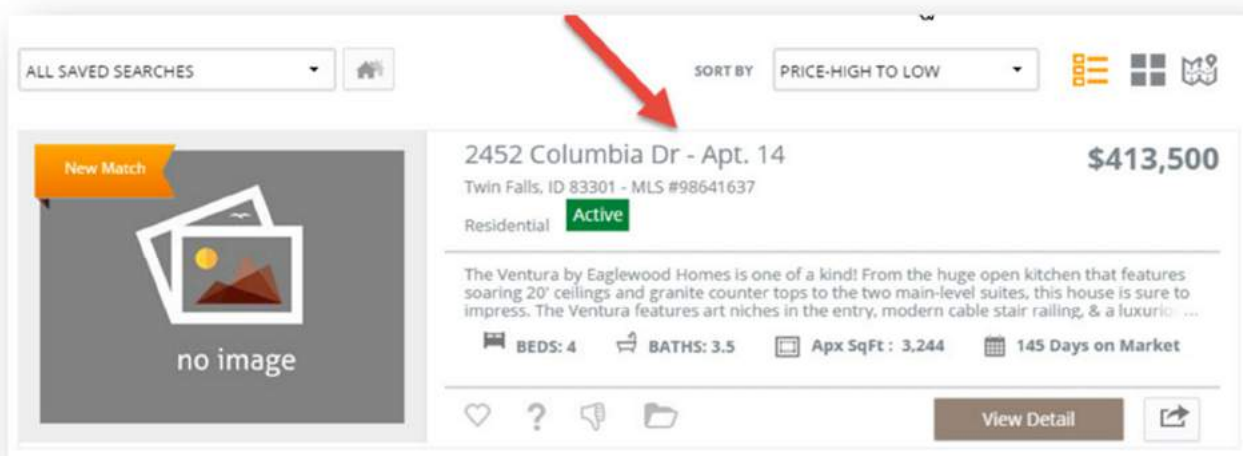 ALL SAVED SEARCHES
SORT BY PRICE-HIGH TO LOW
New Match
2452 Columbia Dr - Apt. 14
$413,500
Twin Falls, ID 83301 - MLS #98641637
Residential Active
The Ventura by Eaglewood Homes is one of a kind! From the huge open kitchen that features
soaring 20' ceilings and granite counter tops to the two main-level suites, this house is sure to
impress. The Ventura features art niches in the entry, modern cable stair railing, & a luxurio ...
no image
BEDS: 4 BATHS: 3.5 Apx SqFt : 3,244 145 Days on Market
View Detail